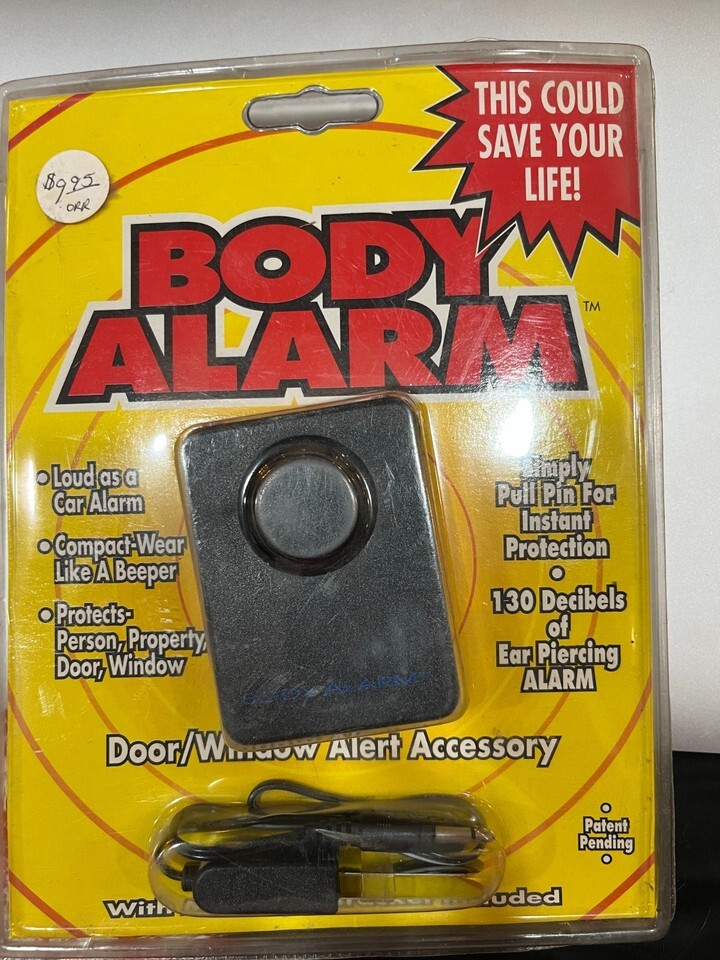 THIS COULD
SAVE YOUR
LIFE!
$9.95
ORR
BODY
ALARM™
• Loud as a
Car Alarm
• Compact-Wear
Like A Beeper
• Protects-
Person, Property,
Door, Window
Simply
Pull Pin For
Instant
Protection
•
130 Decibels
of
Ear Piercing
ALARM
BODY ALARM
Door/Window Alert Accessory
•
Patent
Pending
•
With